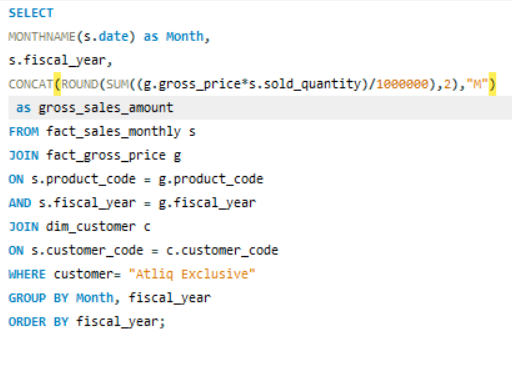 SELECT
MONTHNAME(s.date) as Month,
s.fiscal_year,
CONCAT(ROUND(SUM((g.gross_price*s.sold_quantity)/1000000),2),"M")
as gross_sales_amount
FROM fact_sales_monthly s
JOIN fact_gross_price g
ON s.product_code = g.product_code
AND s.fiscal_year = g.fiscal_year
JOIN dim_customer c
ON s.customer_code = c.customer_code
WHERE customer= "Atliq Exclusive"
GROUP BY Month, fiscal_year
ORDER BY fiscal_year;